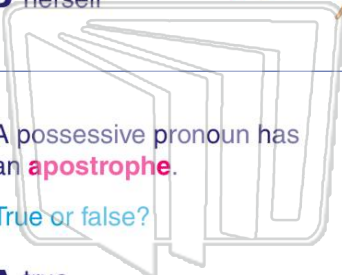 B herself
A possessive pronoun has
an apostrophe.
True or false?
A true